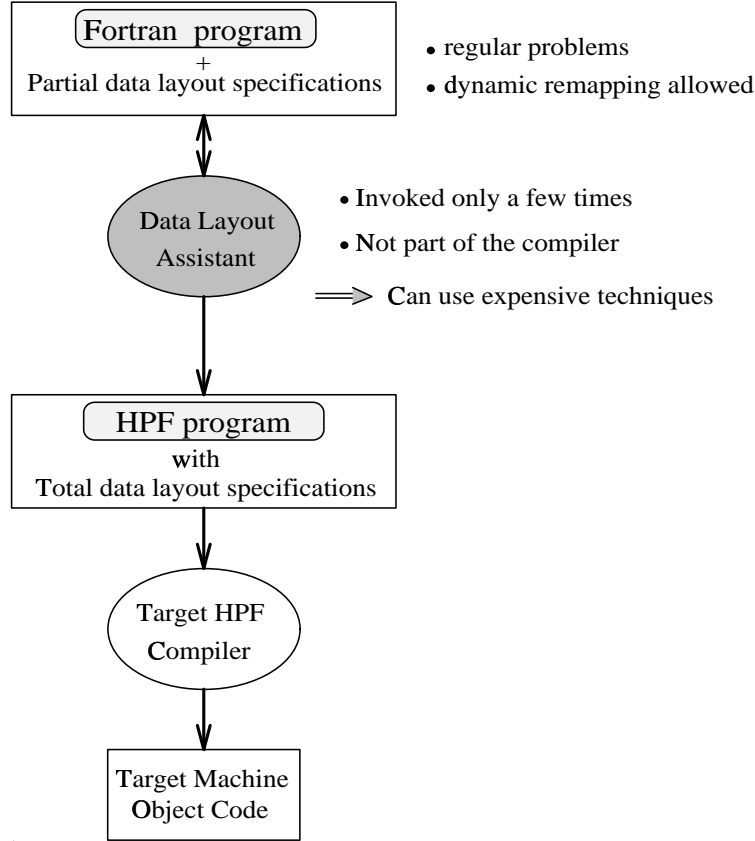 Fortran program
+
Partial data layout specifications
• regular problems
• dynamic remapping allowed
Data Layout
Assistant
• Invoked only a few times
• Not part of the compiler
Can use expensive techniques
HPF program
with
Total data layout specifications
Target HPF
Compiler
Target Machine
Object Code